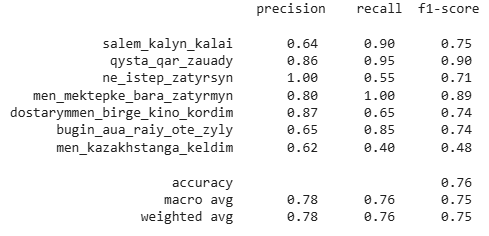 precision recall f1-score
salem_kalyn_kalai 0.64 0.90 0.75
qysta_qar_zauady 0.86 0.95 0.90
ne_istep_zatyrsyn 1.00 0.55 0.71
men_mektepke_bara_zatyrmyn 0.80 1.00 0.89
dostarymmen_birge_kino_kordim 0.87 0.65 0.74
bugin_aua_raiy_ote_zyly 0.65 0.85 0.74
men_kazakhstanga_keldim 0.62 0.40 0.48
accuracy 0.76
macro avg 0.78 0.76 0.75
weighted avg 0.78 0.76 0.75